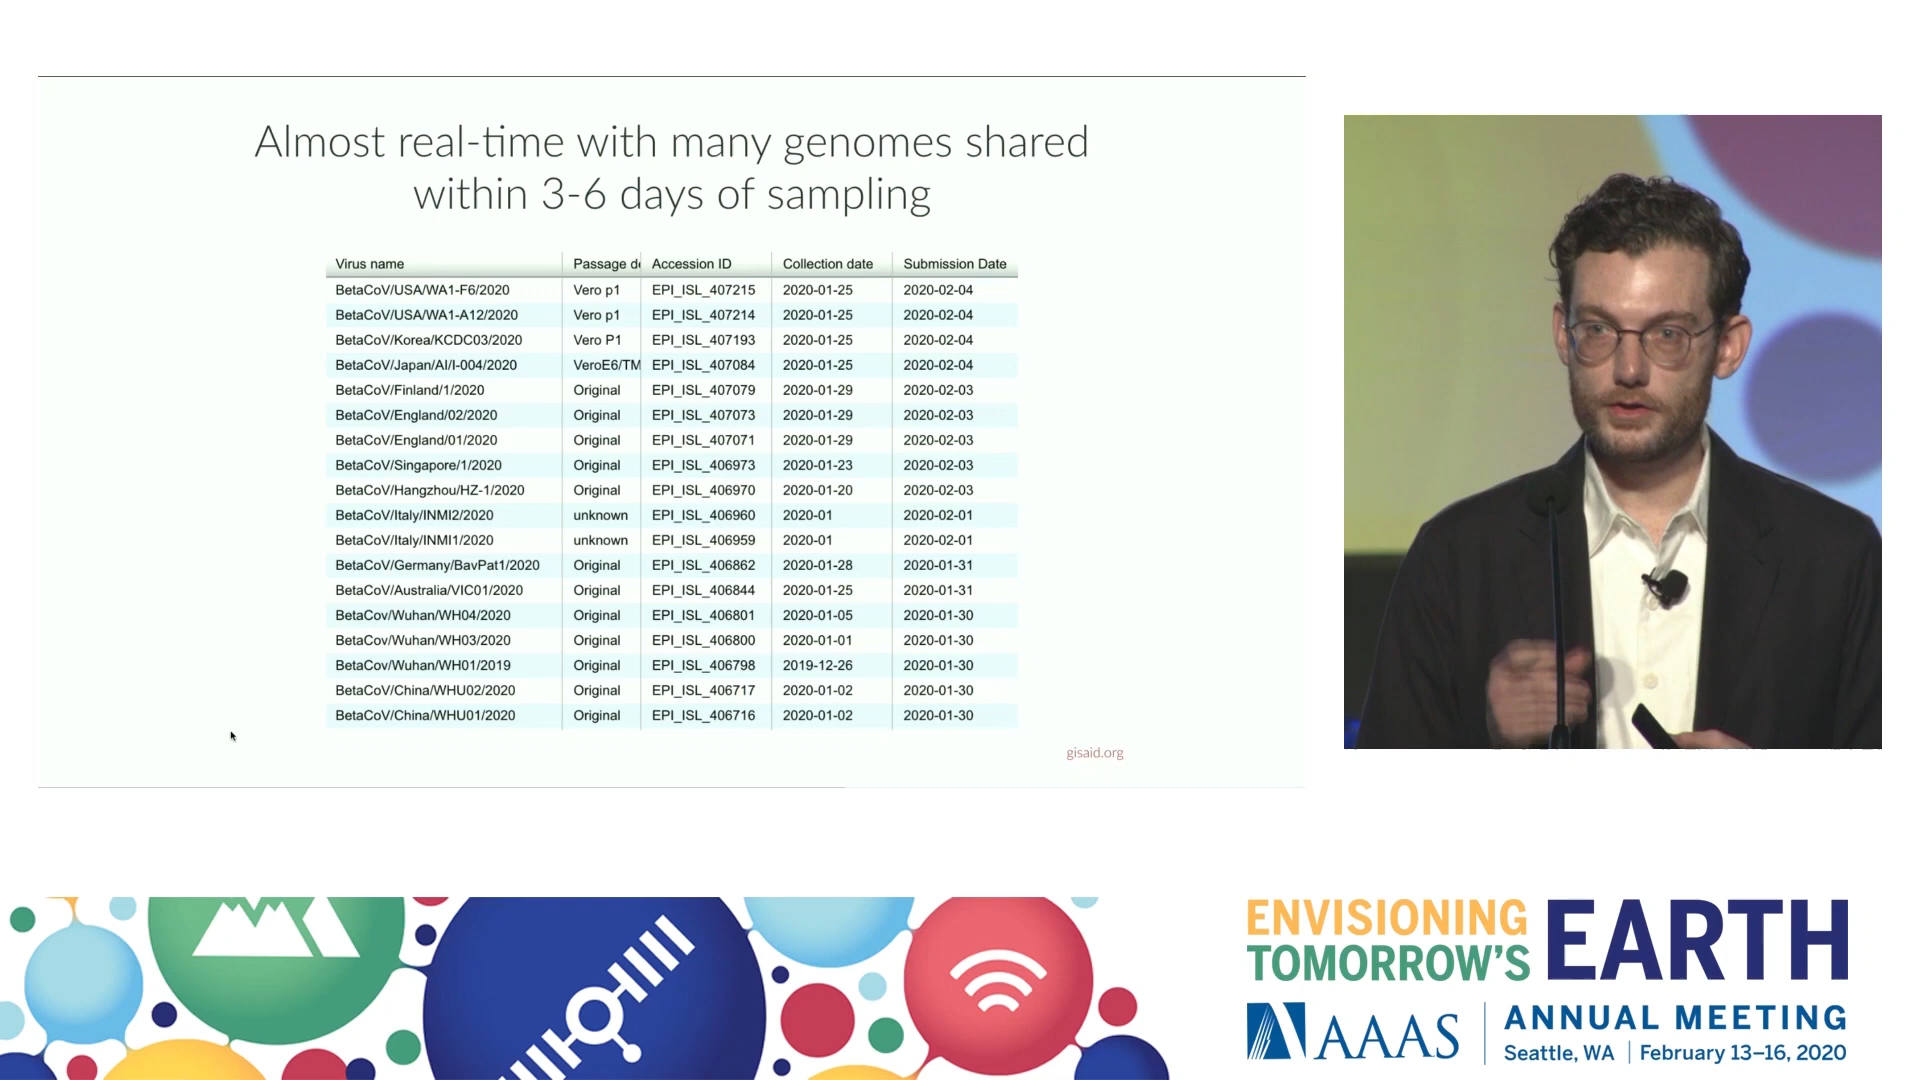 Almost real-time with many genomes shared
within 3-6 days of sampling
Virus name Passage de Accession ID Collection date Submission Date
BetaCoV/USA/WA1-F6/2020 Vero p1 EPI_ISL_407215 2020-01-25 2020-02-04
BetaCoV/USA/WA1-A12/2020 Vero p1 EPI_ISL_407214 2020-01-25 2020-02-04
BetaCoV/Korea/KCDC03/2020 Vero P1 EPI_ISL_407193 2020-01-25 2020-02-04
BetaCoV/Japan/AI/I-004/2020 VeroE6/TM EPI_ISL_407084 2020-01-25 2020-02-04
BetaCoV/Finland/1/2020 Original EPI_ISL_407079 2020-01-29 2020-02-03
BetaCoV/England/02/2020 Original EPI_ISL_407073 2020-01-29 2020-02-03
BetaCoV/England/01/2020 Original EPI_ISL_407071 2020-01-29 2020-02-03
BetaCoV/Singapore/1/2020 Original EPI_ISL_406973 2020-01-23 2020-02-03
BetaCoV/Hangzhou/HZ-1/2020 Original EPI_ISL_406970 2020-01-20 2020-02-03
BetaCoV/Italy/INMI2/2020 unknown EPI_ISL_406960 2020-01 2020-02-01
BetaCoV/Italy/INMI1/2020 unknown EPI_ISL_406959 2020-01 2020-02-01
BetaCoV/Germany/BavPat1/2020 Original EPI_ISL_406862 2020-01-28 2020-01-31
BetaCoV/Australia/VIC01/2020 Original EPI_ISL_406844 2020-01-25 2020-01-31
BetaCov/Wuhan/WH04/2020 Original EPI_ISL_406801 2020-01-05 2020-01-30
BetaCov/Wuhan/WH03/2020 Original EPI_ISL_406800 2020-01-01 2020-01-30
BetaCov/Wuhan/WH01/2019 Original EPI_ISL_406798 2019-12-26 2020-01-30
BetaCoV/China/WHU02/2020 Original EPI_ISL_406717 2020-01-02 2020-01-30
BetaCoV/China/WHU01/2020 Original EPI_ISL_406716 2020-01-02 2020-01-30
gisaid.org
ENVISIONING
TOMORROW'S EARTH
AAAS ANNUAL MEETING
Seattle, WA | February 13–16, 2020